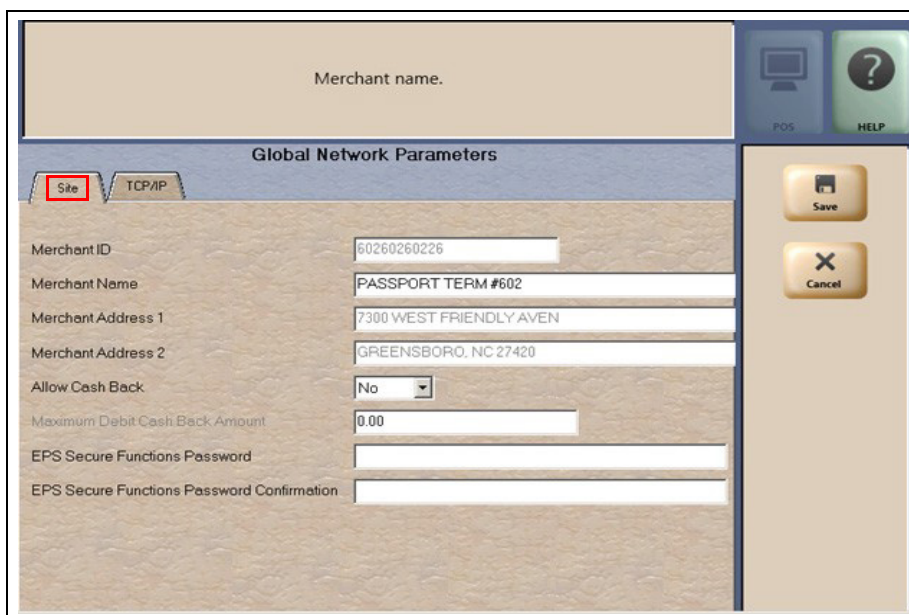 Merchant name.
POS
HELP
Global Network Parameters
Site
TCP/IP
Save
Cancel
Merchant ID
60260260226
Merchant Name
PASSPORT TERM #602
Merchant Address 1
7300 WEST FRIENDLY AVEN
Merchant Address 2
GREENSBORO, NC 27420
Allow Cash Back
No
Maximum Debit Cash Back Amount
0.00
EPS Secure Functions Password
EPS Secure Functions Password Confirmation